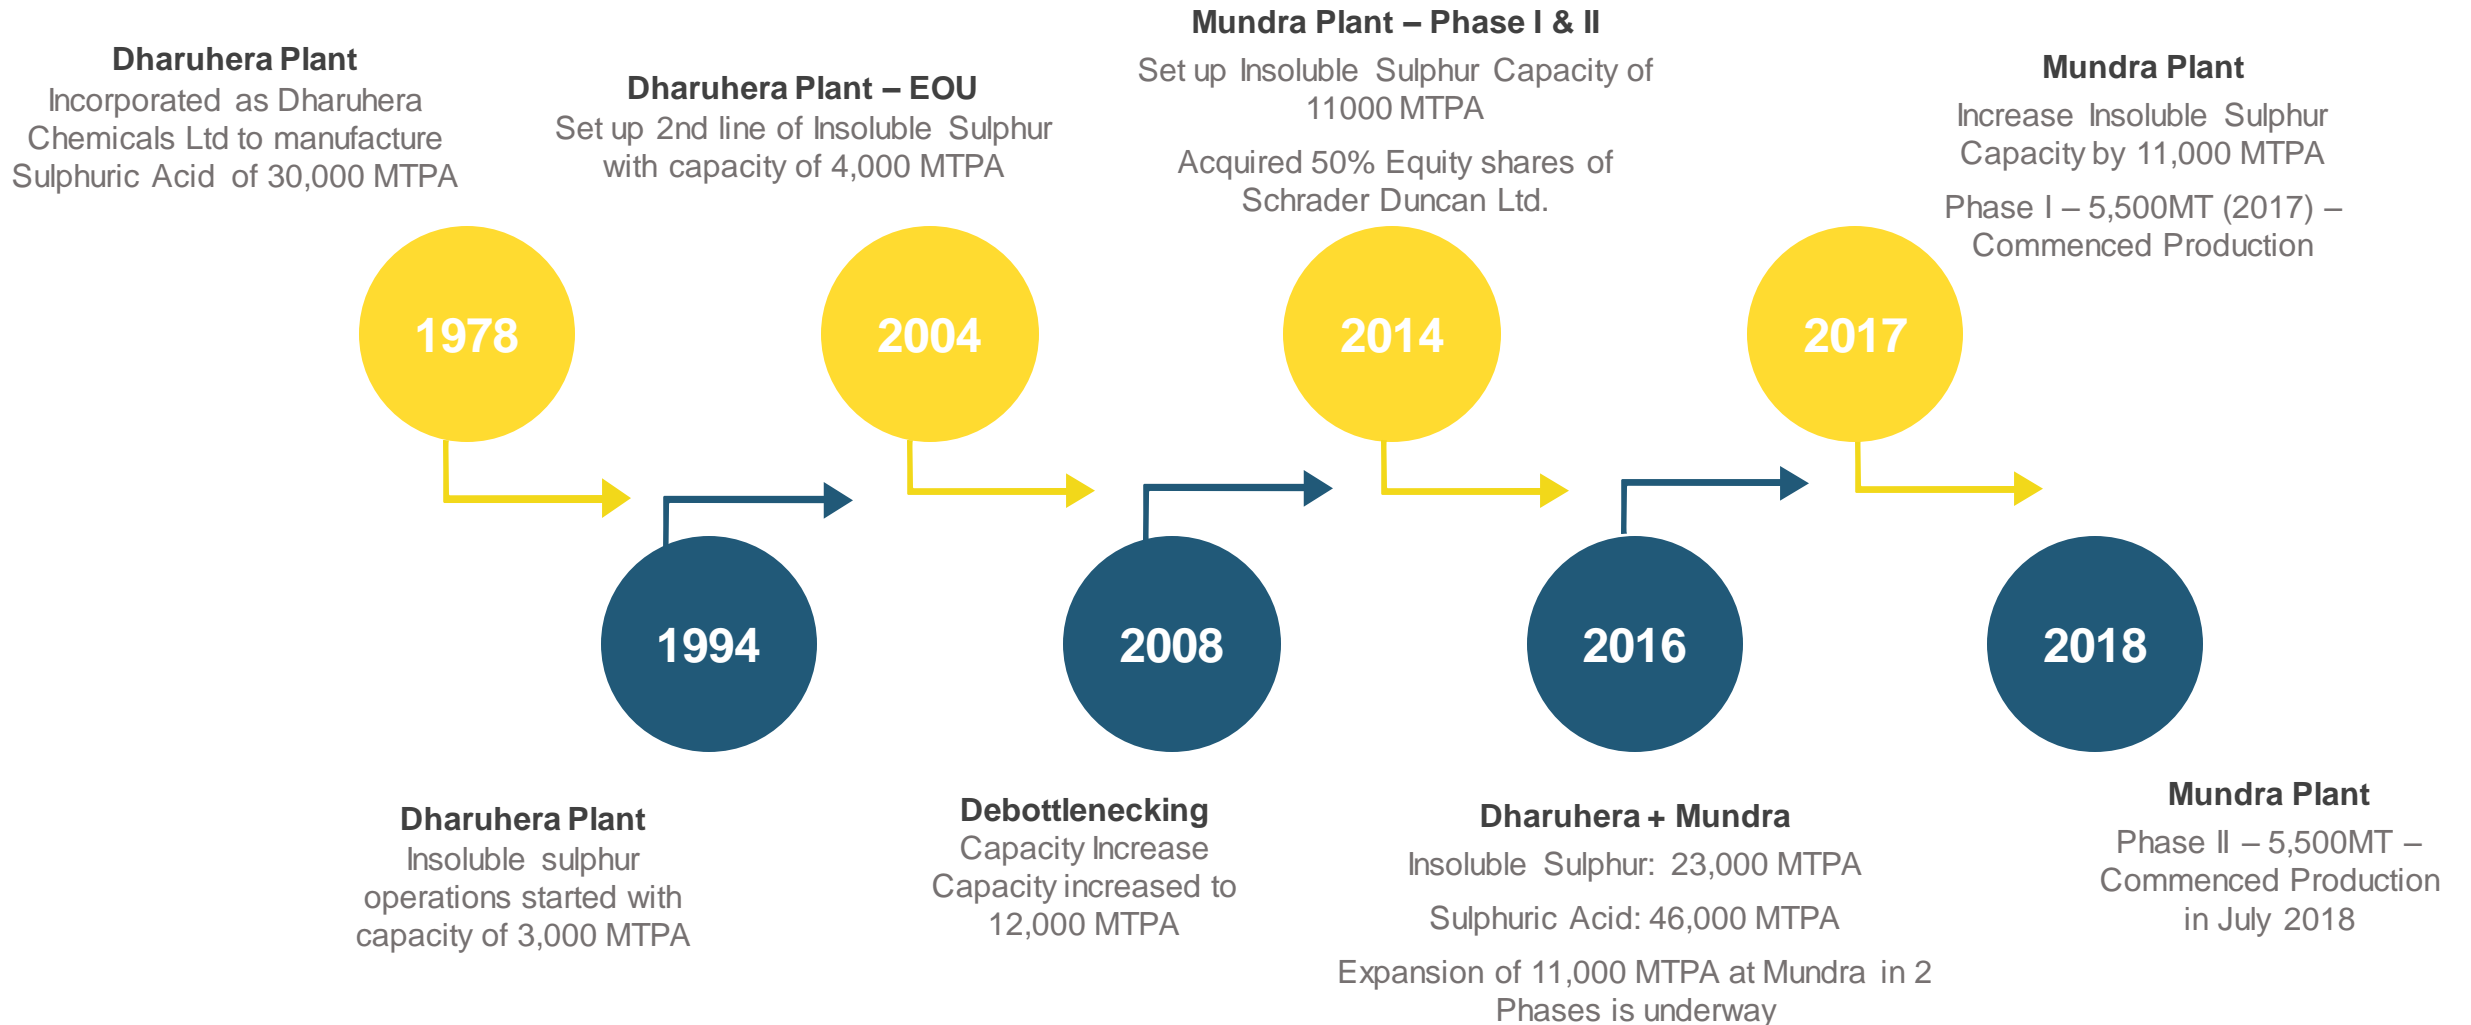 Dharuhera Plant
Incorporated as Dharuhera
Chemicals Ltd to manufacture
Sulphuric Acid of 30,000 MTPA
1978
Dharuhera Plant
Insoluble sulphur
operations started with
capacity of 3,000 MTPA
1994
Dharuhera Plant – EOU
Set up 2nd line of Insoluble Sulphur
with capacity of 4,000 MTPA
2004
Debottlenecking
Capacity Increase
Capacity increased to
12,000 MTPA
2008
Mundra Plant – Phase I & II
Set up Insoluble Sulphur Capacity of
11000 MTPA
Acquired 50% Equity shares of
Schrader Duncan Ltd.
2014
Dharuhera + Mundra
Insoluble Sulphur: 23,000 MTPA
Sulphuric Acid: 46,000 MTPA
Expansion of 11,000 MTPA at Mundra in 2
Phases is underway
2016
Mundra Plant
Increase Insoluble Sulphur
Capacity by 11,000 MTPA
Phase I – 5,500MT (2017) –
Commenced Production
2017
Mundra Plant
Phase II – 5,500MT –
Commenced Production
in July 2018
2018